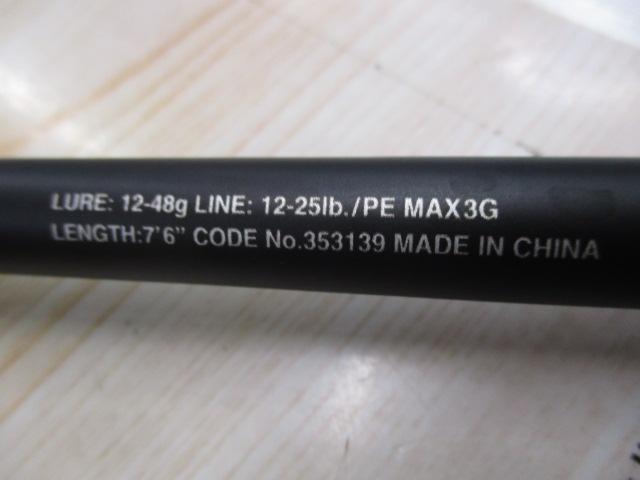 LURE: 12-48g LINE: 12-25lb./PE MAX3G
LENGTH:7'6" CODE No.353139 MADE IN CHINA